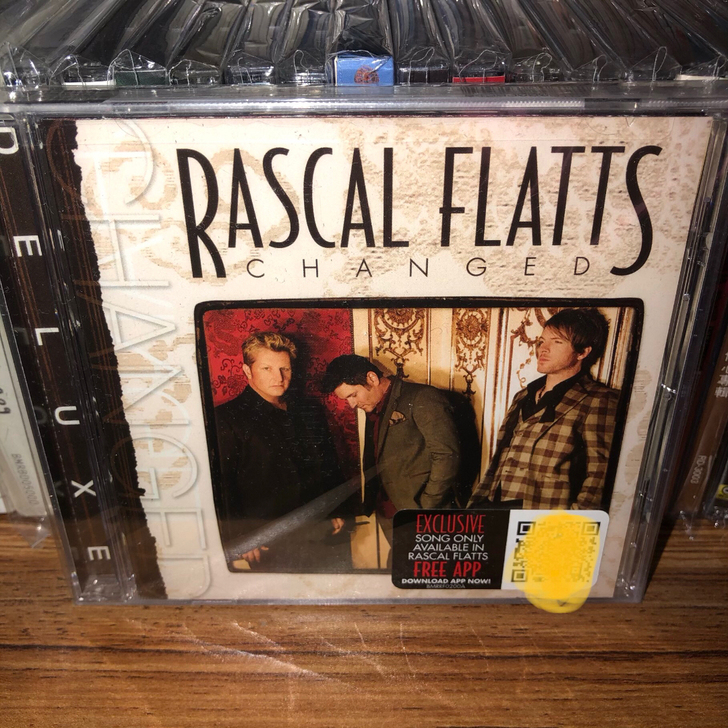 RASCAL FLATTS
CHANGED
CHANGED
DELUXE
EXCLUSIVE
SONG ONLY
AVAILABLE IN
RASCAL FLATTS
FREE APP
DOWNLOAD APP NOW!